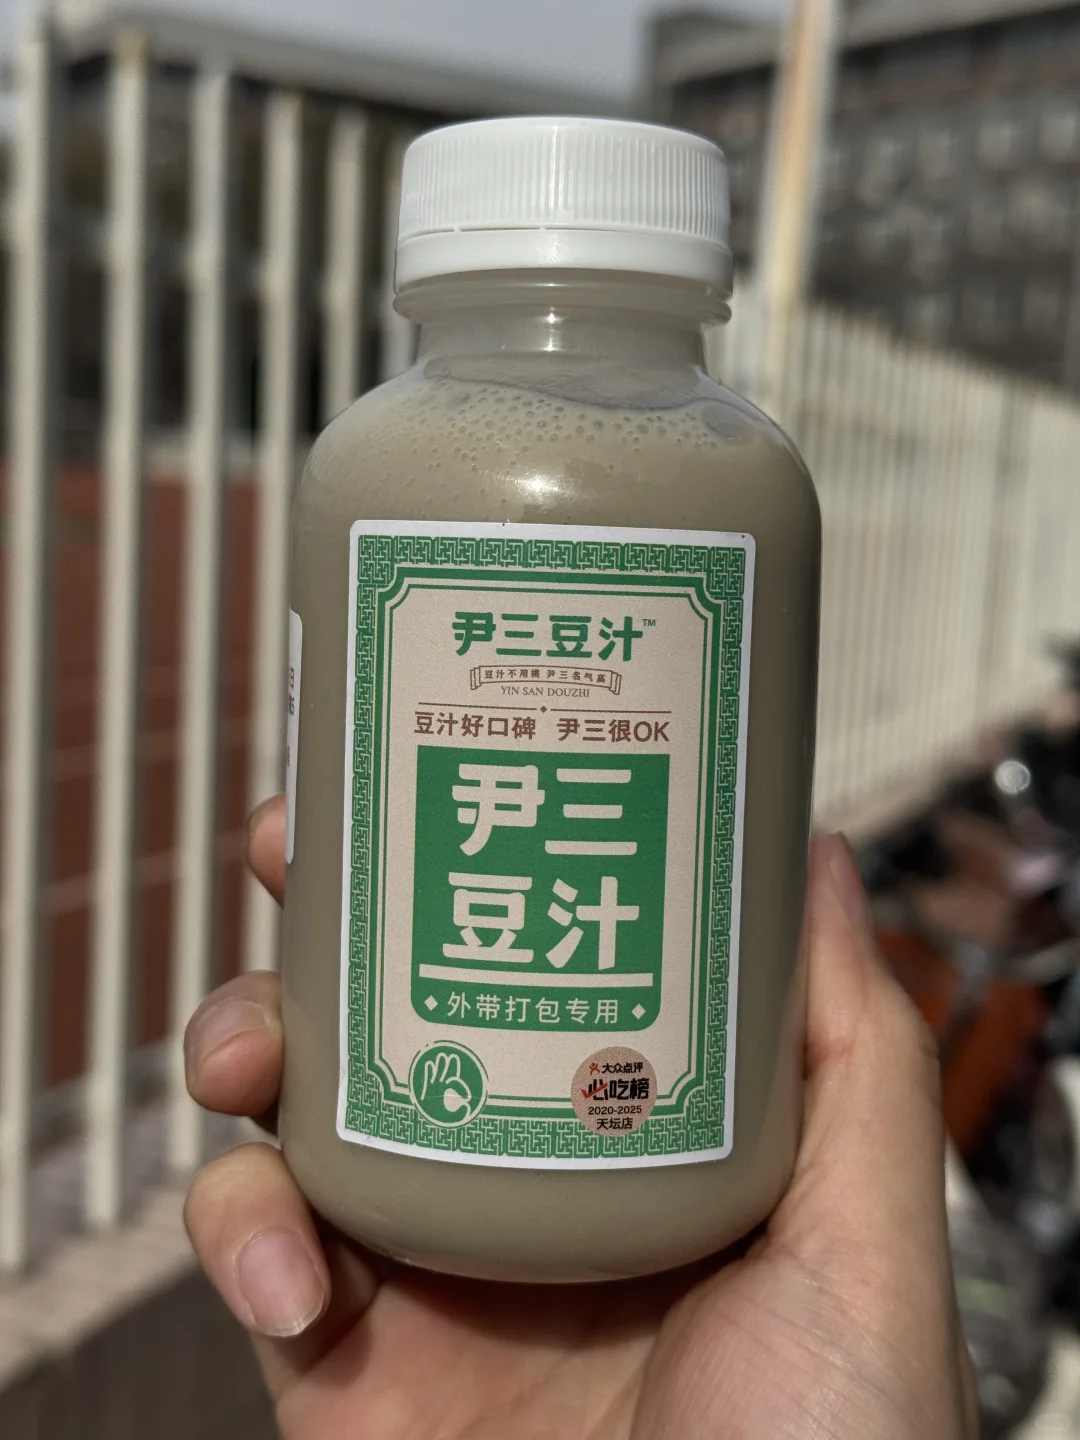 尹三豆汁™
豆汁不用挑 尹三名气高
YIN SAN DOUZHI
豆汁好口碑 尹三很OK
尹三
豆汁
外带打包专用
大众点评
必吃榜
2020-2025
天坛店